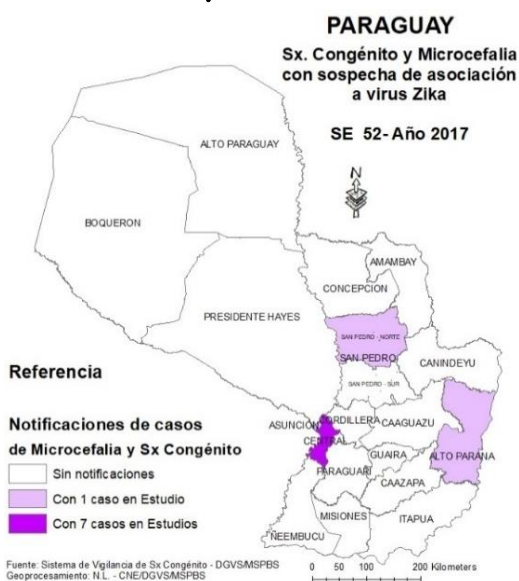 PARAGUAY
Sx. Congénito y Microcefalia
con sospecha de asociación
a virus Zika
SE 52- Año 2017
N
ALTO PARAGUAY
BOQUERON
AMAMBAY
CONCEPCION
PRESIDENTE HAYES
SAN PEDRO - NORTE
SAN PEDRO
CANINDEYU
SAN PEDRO - SUR
ASUNCION
CORDILLERA
CAAGUAZU
CENTRAL
GUAIRA
ALTO PARANA
PARAGUARI
CAAZAPA
MISIONES
ITAPUA
ÑEEMBUCU
Referencia
Notificaciones de casos
de Microcefalia y Sx Congénito
Sin notificaciones
Con 1 caso en Estudio
Con 7 casos en Estudios
Fuente: Sistema de Vigilancia de Sx Congénito - DGVS/MSPBS
Geoprocesamiento: N.L. - CNE/DGVS/MSPBS
0 50 100 200 Kilometers